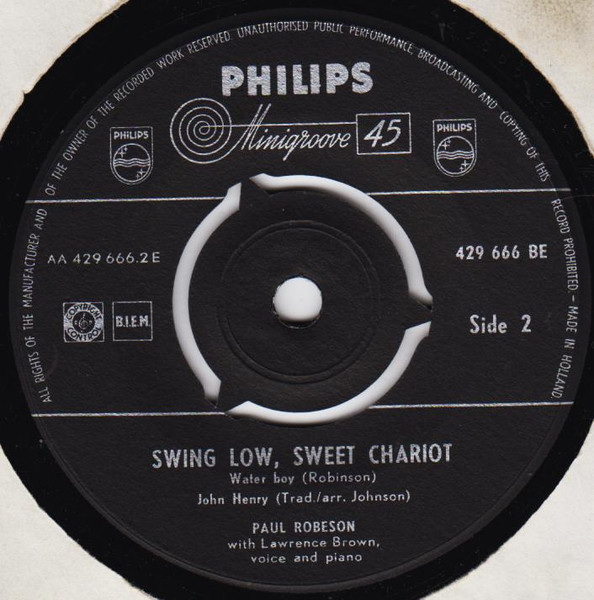 ALL RIGHTS OF THE MANUFACTURER AND OF THE OWNER OF THE RECORDED WORK RESERVED. UNAUTHORISED PUBLIC PERFORMANCE, BROADCASTING AND COPYING OF THIS RECORD PROHIBITED. - MADE IN HOLLAND
PHILIPS
Minigroove 45
PHILIPS
PHILIPS
AA 429 666.2 E
429 666 BE
COPYRIGHT CONTROL
B.I.E.M.
Side 2
SWING LOW, SWEET CHARIOT
Water boy (Robinson)
John Henry (Trad./arr. Johnson)
PAUL ROBESON
with Lawrence Brown,
voice and piano